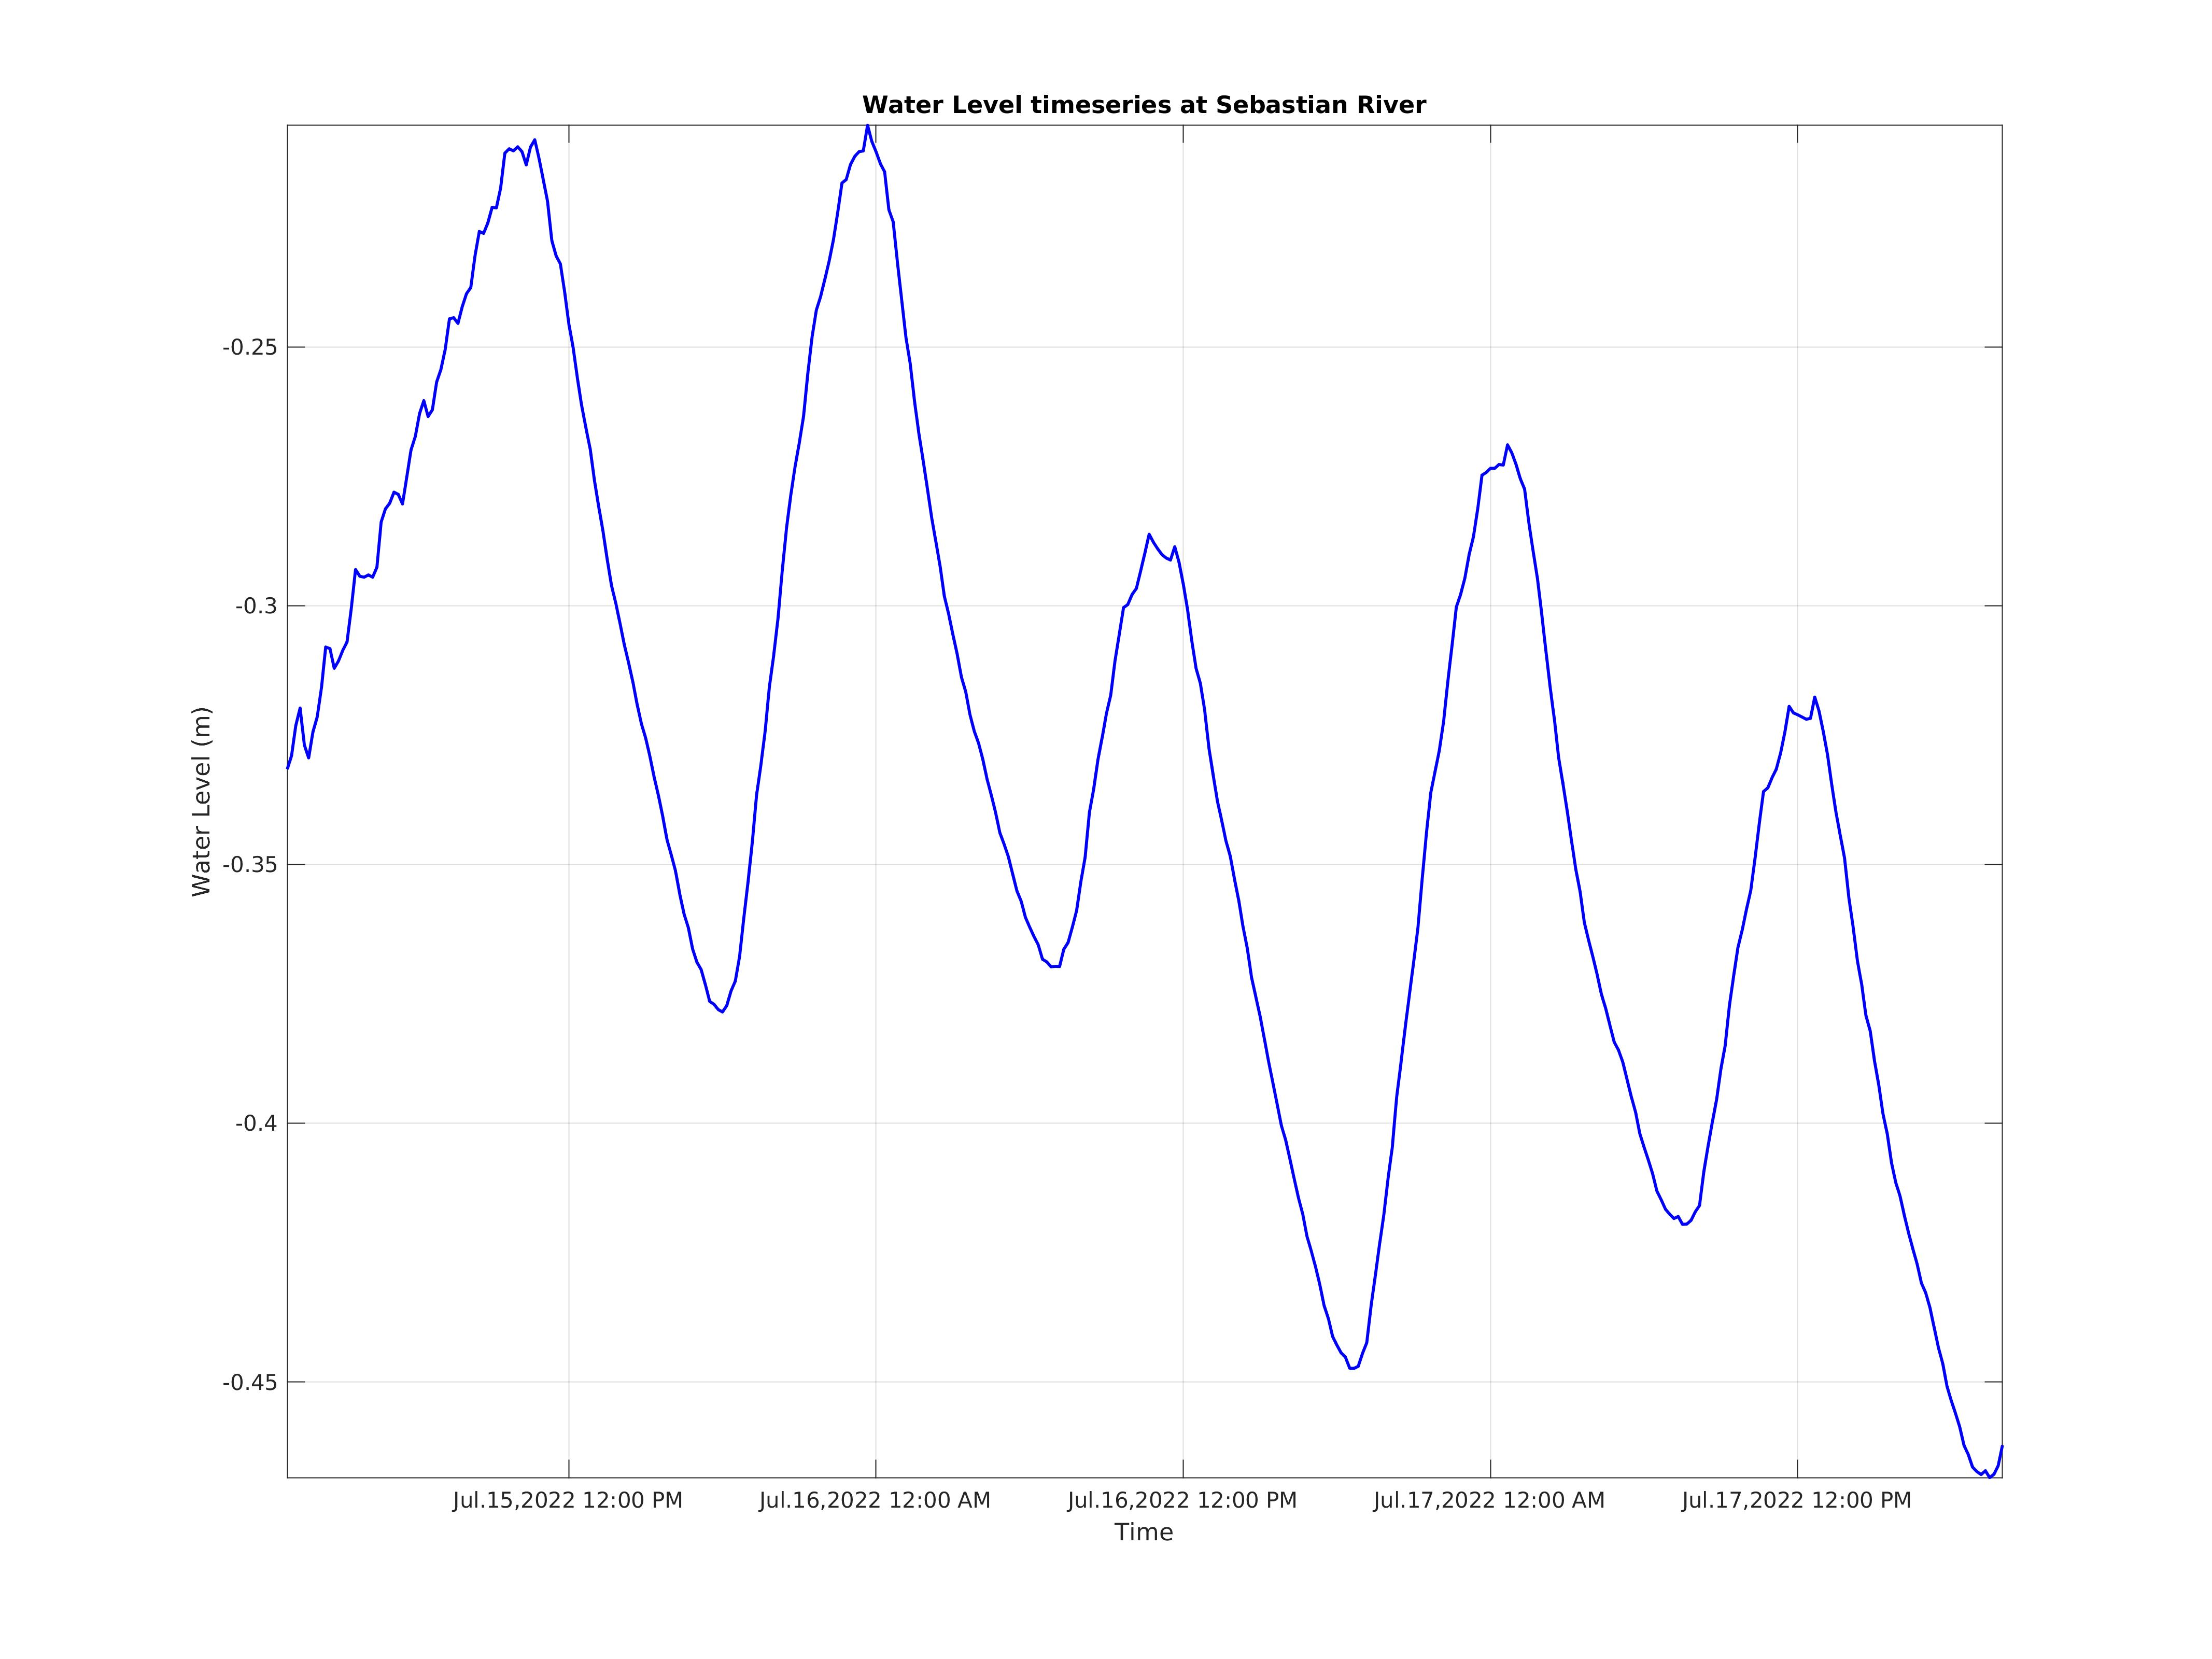 Water Level timeseries at Sebastian River
Water Level (m)
-0.25
-0.3
-0.35
-0.4
-0.45
Jul.15,2022 12:00 PM
Jul.16,2022 12:00 AM
Jul.16,2022 12:00 PM
Jul.17,2022 12:00 AM
Jul.17,2022 12:00 PM
Time